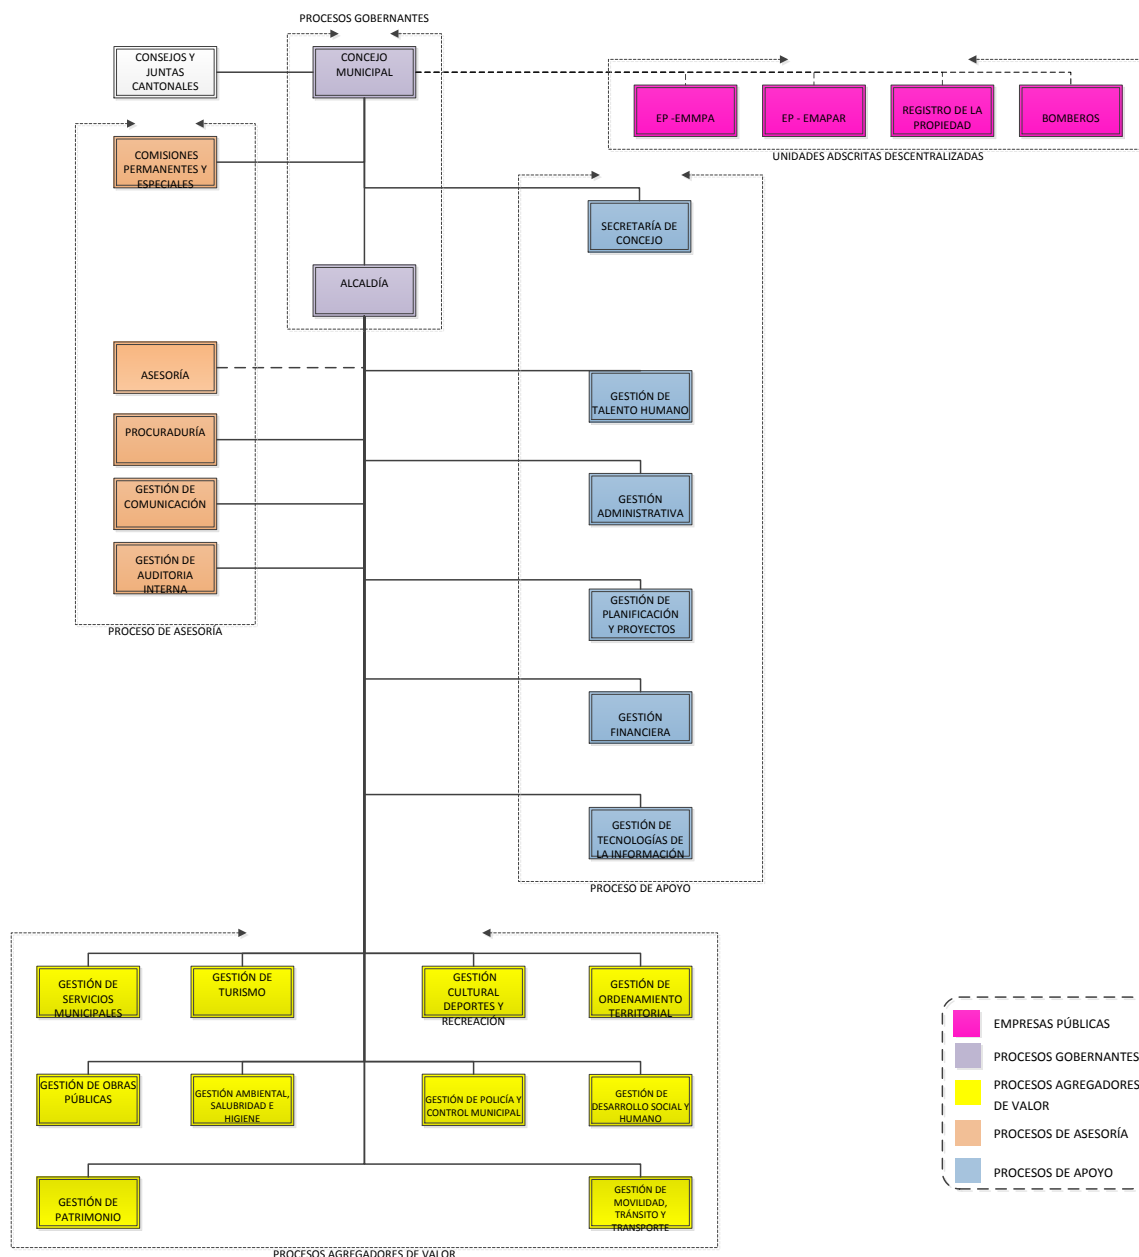 PROCESOS GOBERNANTES
CONSEJOS Y
JUNTAS
CANTONALES
CONCEJO
MUNICIPAL
EP -EMMPA
EP - EMAPAR
REGISTRO DE LA
PROPIEDAD
BOMBEROS
UNIDADES ADSCRITAS DESCENTRALIZADAS
COMISIONES
PERMANENTES Y
ESPECIALES
SECRETARÍA DE
CONCEJO
ALCALDÍA
ASESORÍA
GESTIÓN DE
TALENTO HUMANO
PROCURADURÍA
GESTIÓN DE
COMUNICACIÓN
GESTIÓN
ADMINISTRATIVA
GESTIÓN DE
AUDITORIA
INTERNA
PROCESO DE ASESORÍA
GESTIÓN DE
PLANIFICACIÓN
Y PROYECTOS
GESTIÓN
FINANCIERA
GESTIÓN DE
TECNOLOGÍAS DE
LA INFORMACIÓN
PROCESO DE APOYO
GESTIÓN DE
SERVICIOS
MUNICIPALES
GESTIÓN DE
TURISMO
GESTIÓN
CULTURAL
DEPORTES Y
RECREACIÓN
GESTIÓN DE
ORDENAMIENTO
TERRITORIAL
GESTIÓN DE OBRAS
PÚBLICAS
GESTIÓN AMBIENTAL,
SALUBRIDAD E
HIGIENE
GESTIÓN DE POLICÍA Y
CONTROL MUNICIPAL
GESTIÓN DE
DESARROLLO SOCIAL Y
HUMANO
GESTIÓN DE
PATRIMONIO
GESTIÓN DE
MOVILIDAD,
TRÁNSITO Y
TRANSPORTE
PROCESOS AGREGADORES DE VALOR
EMPRESAS PÚBLICAS
PROCESOS GOBERNANTES
PROCESOS AGREGADORES
DE VALOR
PROCESOS DE ASESORÍA
PROCESOS DE APOYO